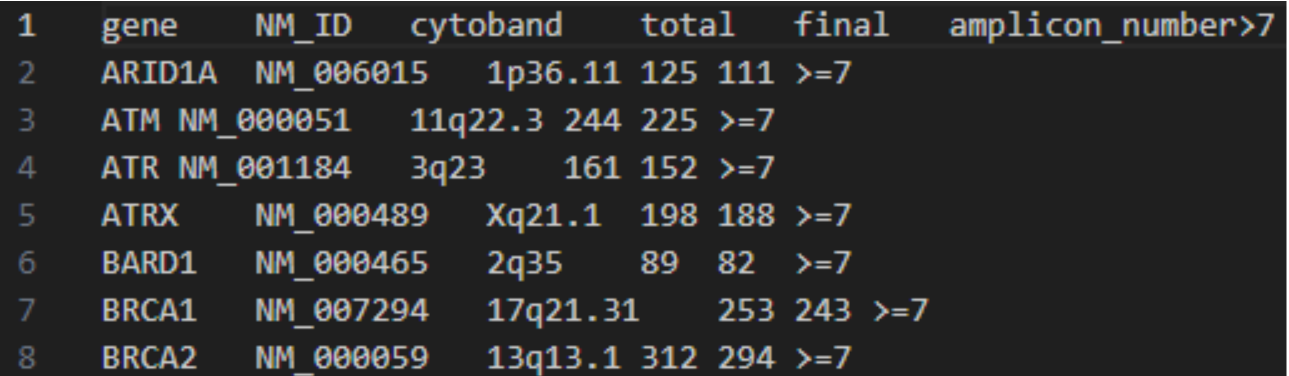 1 gene NM_ID cytoband total final amplicon_number>7
2 ARID1A NM_006015 1p36.11 125 111 >=7
3 ATM NM_000051 11q22.3 244 225 >=7
4 ATR NM_001184 3q23 161 152 >=7
5 ATRX NM_000489 Xq21.1 198 188 >=7
6 BARD1 NM_000465 2q35 89 82 >=7
7 BRCA1 NM_007294 17q21.31 253 243 >=7
8 BRCA2 NM_000059 13q13.1 312 294 >=7